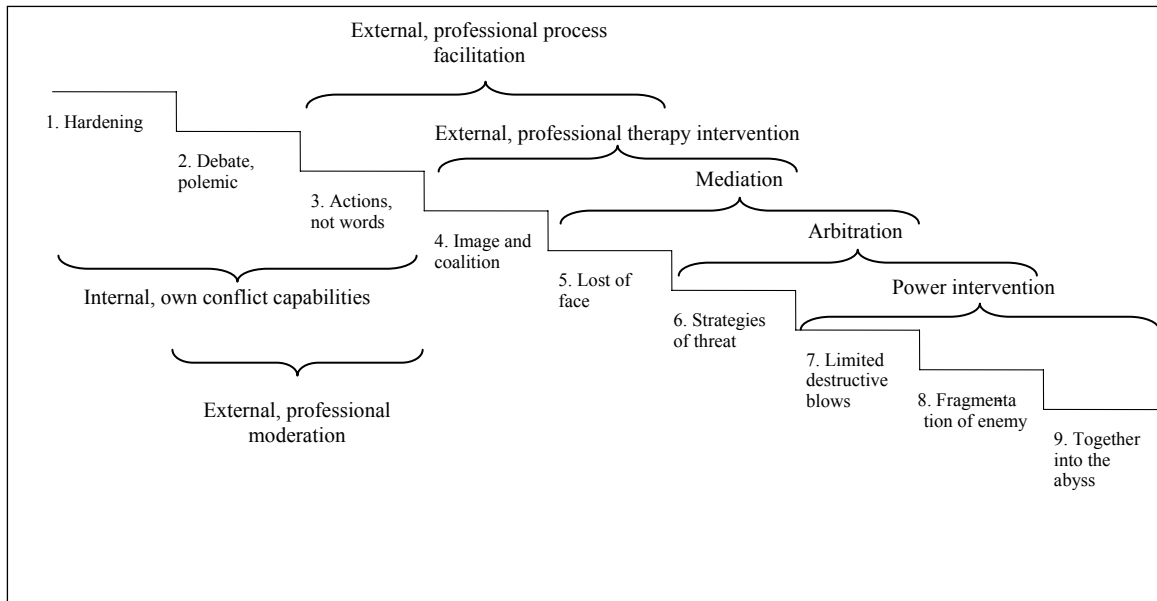 External, professional process
facilitation
1. Hardening
External, professional therapy intervention
2. Debate,
polemic
Mediation
3. Actions,
not words
Arbitration
4. Image and
coalition
Internal, own conflict capabilities
5. Lost of
face
Power intervention
6. Strategies
of threat
7. Limited
destructive
blows
External, professional
moderation
8. Fragmenta-
tion of enemy
9. Together
into the
abyss